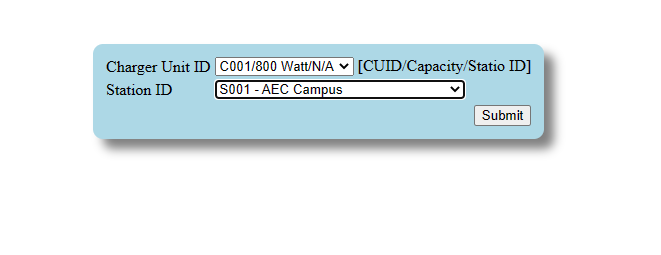 Charger Unit ID C001/800 Watt/N/A [CUID/Capacity/Statio ID]
Station ID S001 - AEC Campus
Submit